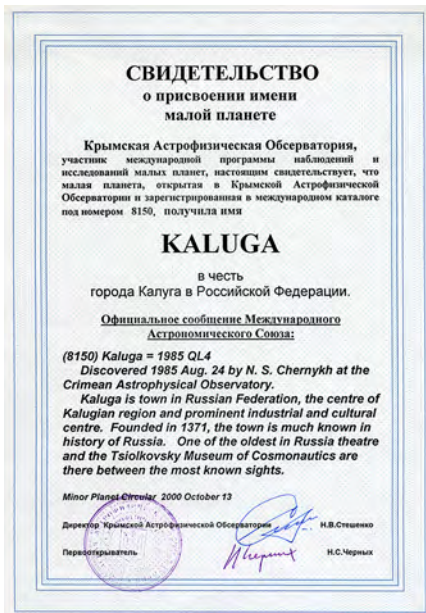 СВИДЕТЕЛЬСТВО
о присвоении имени
малой планете
Крымская Астрофизическая Обсерватория,
участник международной программы наблюдений и
исследований малых планет, настоящим свидетельствует, что
малая планета, открытая в Крымской Астрофизической
Обсерватории и зарегистрированная в международном каталоге
под номером 8150, получила имя
KALUGA
в честь
города Калуга в Российской Федерации.
Официальное сообщение Международного
Астрономического Союза:
(8150) Kaluga = 1985 QL4
Discovered 1985 Aug. 24 by N. S. Chernykh at the
Crimean Astrophysical Observatory.
Kaluga is town in Russian Federation, the centre of
Kalugian region and prominent industrial and cultural
centre. Founded in 1371, the town is much known in
history of Russia. One of the oldest in Russia theatre
and the Tsiolkovsky Museum of Cosmonautics are
there between the most known sights.
Minor Planet Circular 2000 October 13
Директор Крымской Астрофизической Обсерватории Н.В.Стешенко
Первооткрыватель Н.С.Черных